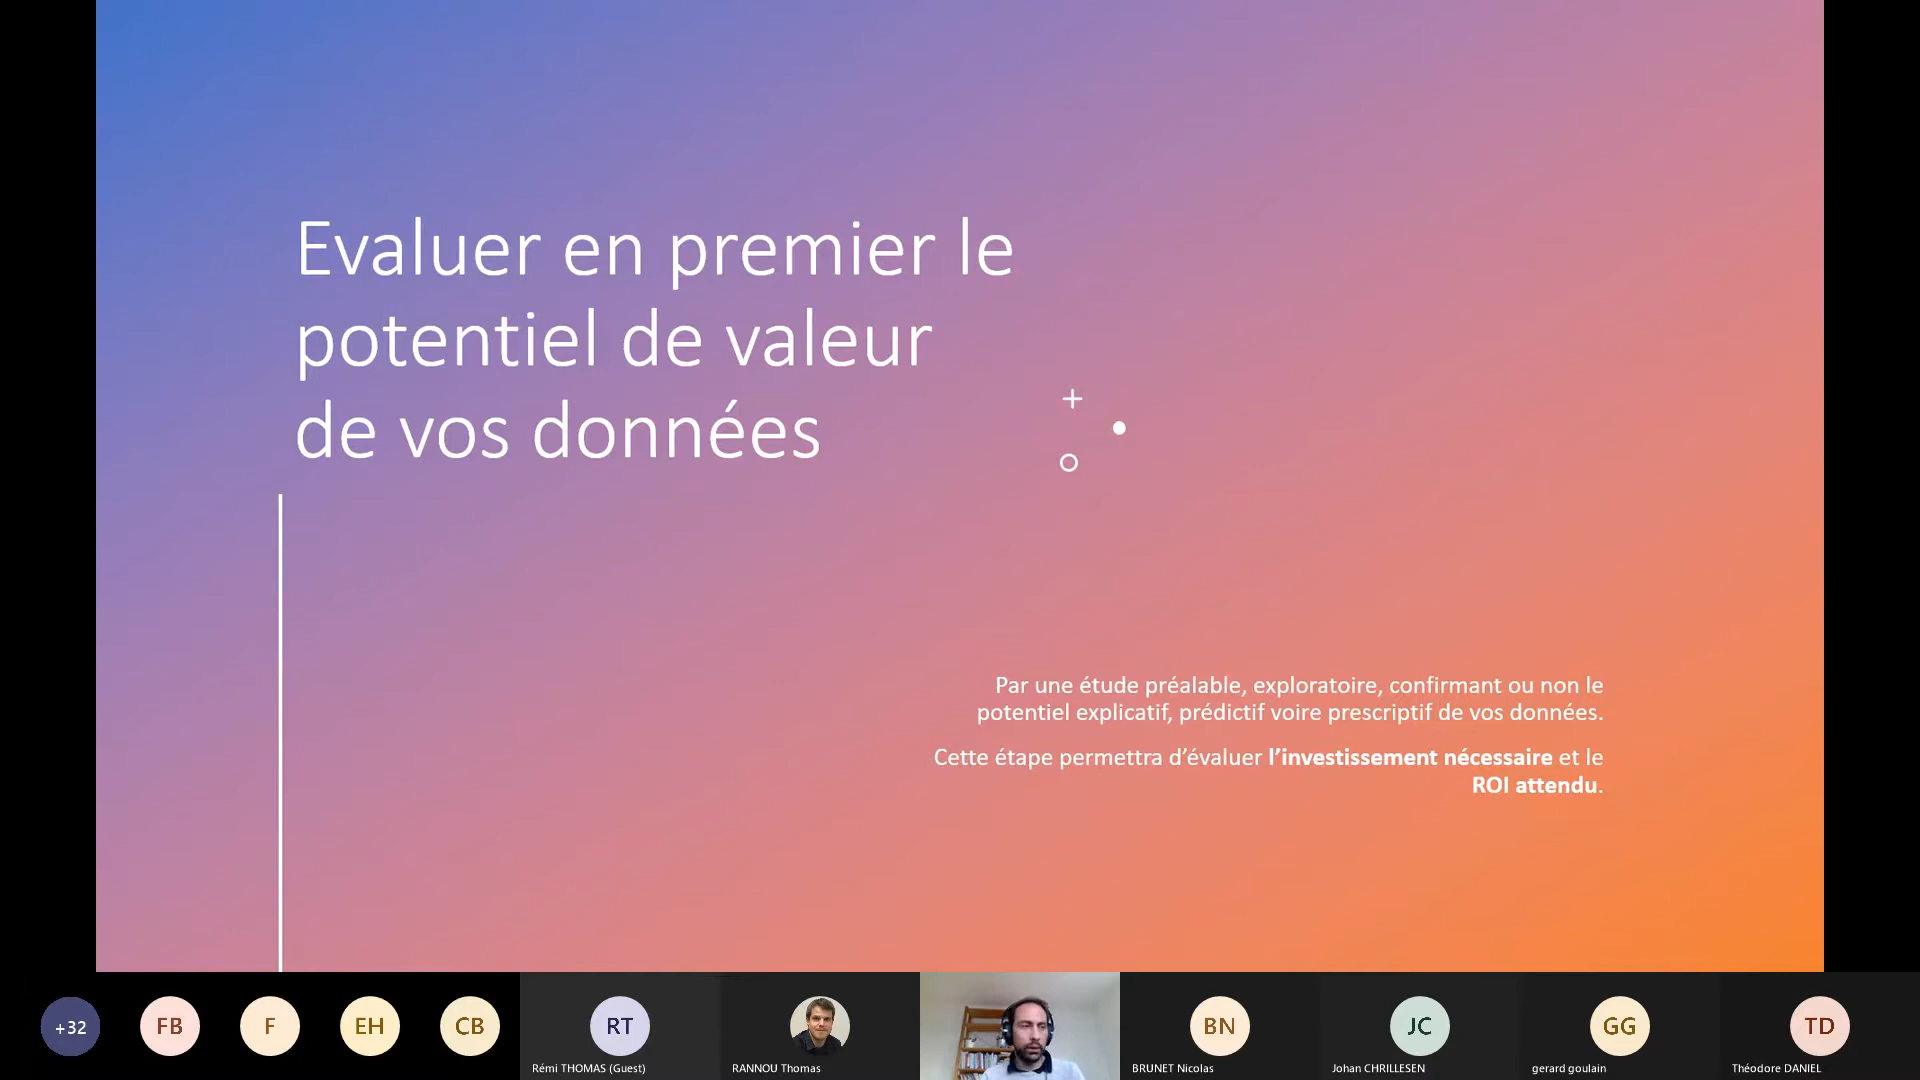 Evaluer en premier le
potentiel de valeur
de vos données
Par une étude préalable, exploratoire, confirmant ou non le
potentiel explicatif, prédictif voire prescriptif de vos données.
Cette étape permettra d’évaluer l’investissement nécessaire et le
ROI attendu.
+32
FB
F
EH
CB
RT
BN
JC
GG
TD
Rémi THOMAS (Guest)
RANNOU Thomas
BRUNET Nicolas
Johan CHRILLESEN
gerard goulain
Théodore DANIEL